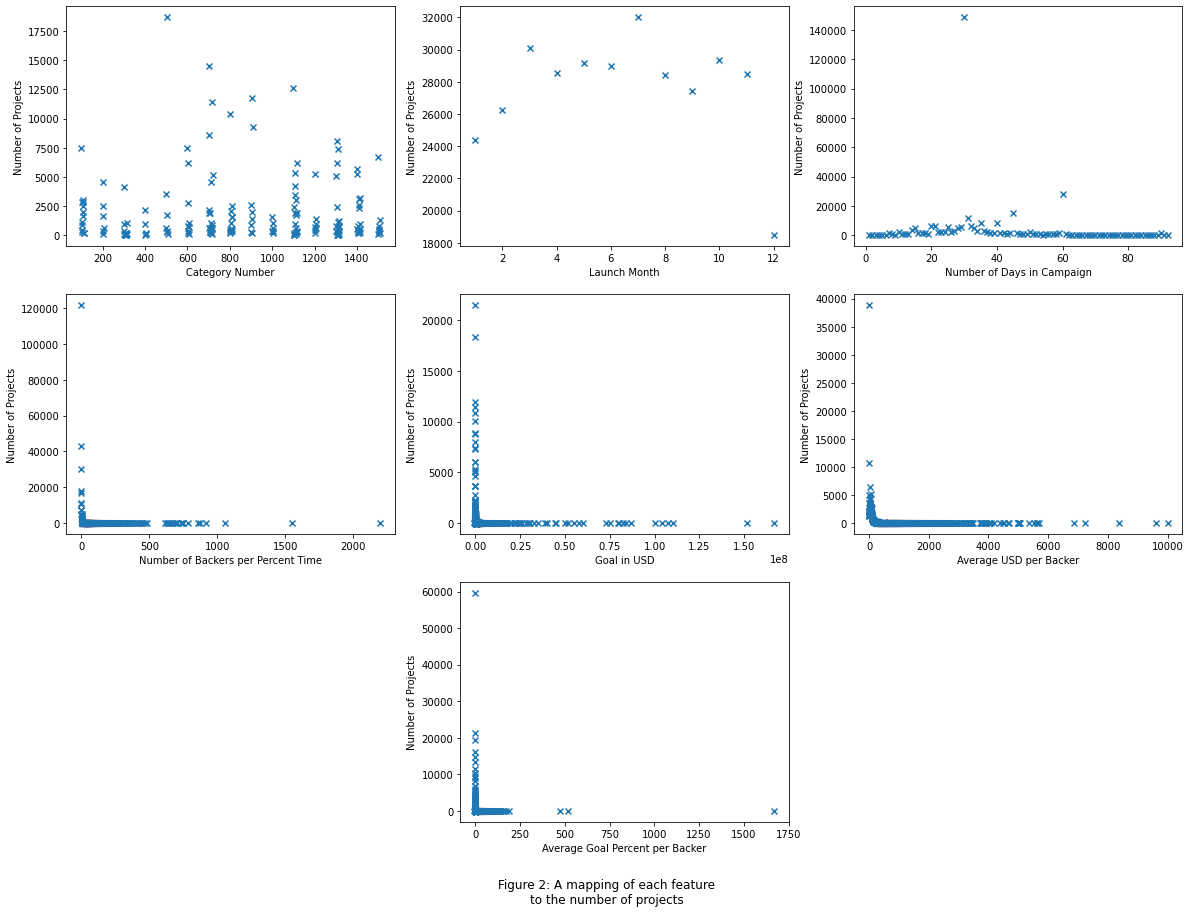 17500
15000
12500
10000
7500
5000
2500
0
Number of Projects
200 400 600 800 1000 1200 1400
Category Number
32000
30000
28000
26000
24000
22000
20000
18000
Number of Projects
2 4 6 8 10 12
Launch Month
140000
120000
100000
80000
60000
40000
20000
0
Number of Projects
0 20 40 60 80
Number of Days in Campaign
120000
100000
80000
60000
40000
20000
0
Number of Projects
0 500 1000 1500 2000
Number of Backers per Percent Time
20000
15000
10000
5000
0
Number of Projects
0.00 0.25 0.50 0.75 1.00 1.25 1.50
1e8
Goal in USD
40000
35000
30000
25000
20000
15000
10000
5000
0
Number of Projects
0 2000 4000 6000 8000 10000
Average USD per Backer
60000
50000
40000
30000
20000
10000
0
Number of Projects
0 250 500 750 1000 1250 1500 1750
Average Goal Percent per Backer
Figure 2: A mapping of each feature
to the number of projects